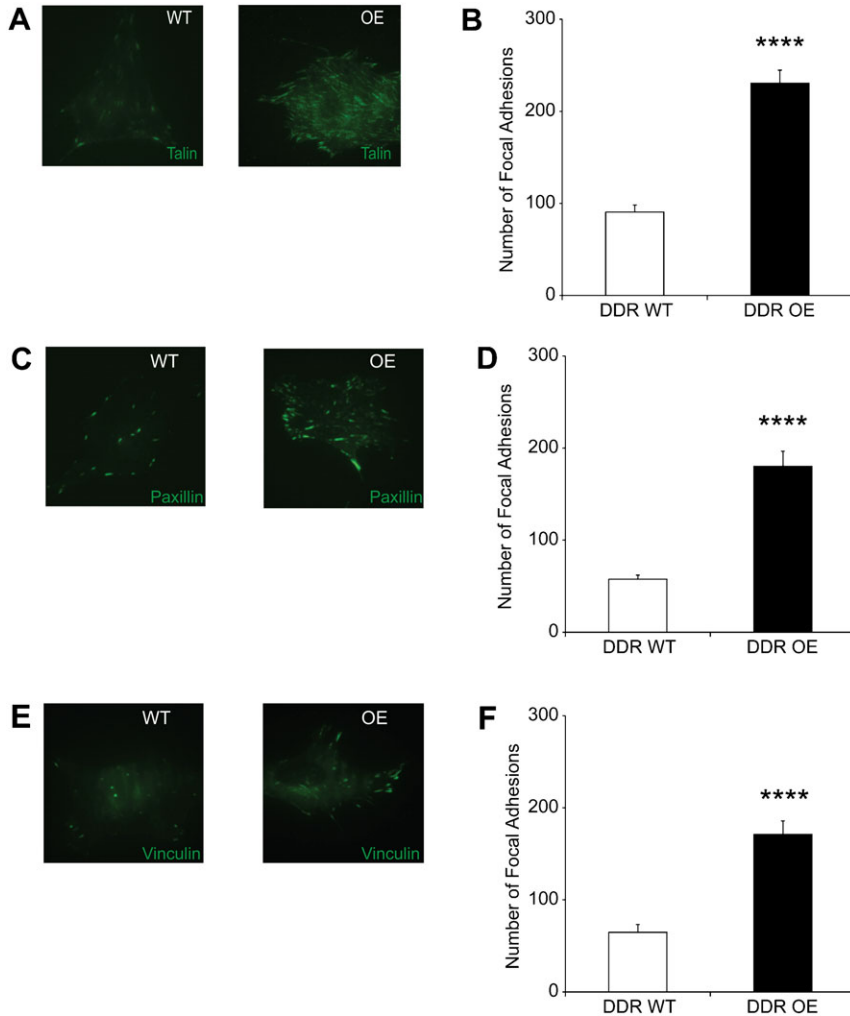 A
WT
OE
Talin
Talin
B
Number of Focal Adhesions
300
200
100
0
****
DDR WT
DDR OE
C
WT
OE
Paxillin
Paxillin
D
Number of Focal Adhesions
300
200
100
0
****
DDR WT
DDR OE
E
WT
OE
Vinculin
Vinculin
F
Number of Focal Adhesions
300
200
100
0
****
DDR WT
DDR OE